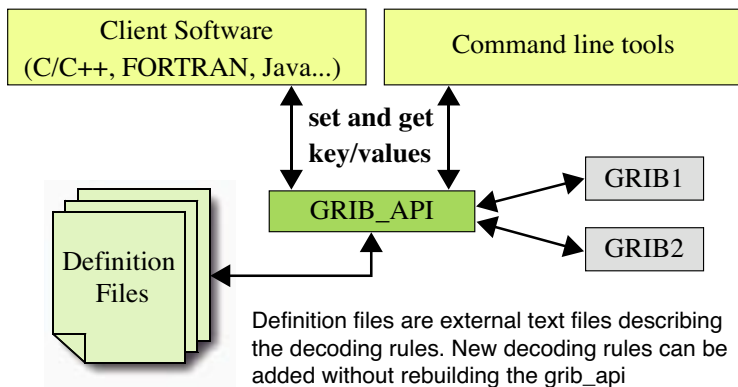 Client Software
(C/C++, FORTRAN, Java...)
Command line tools
set and get
key/values
GRIB1
GRIB_API
GRIB2
Definition
Files
Definition files are external text files describing
the decoding rules. New decoding rules can be
added without rebuilding the grib_api